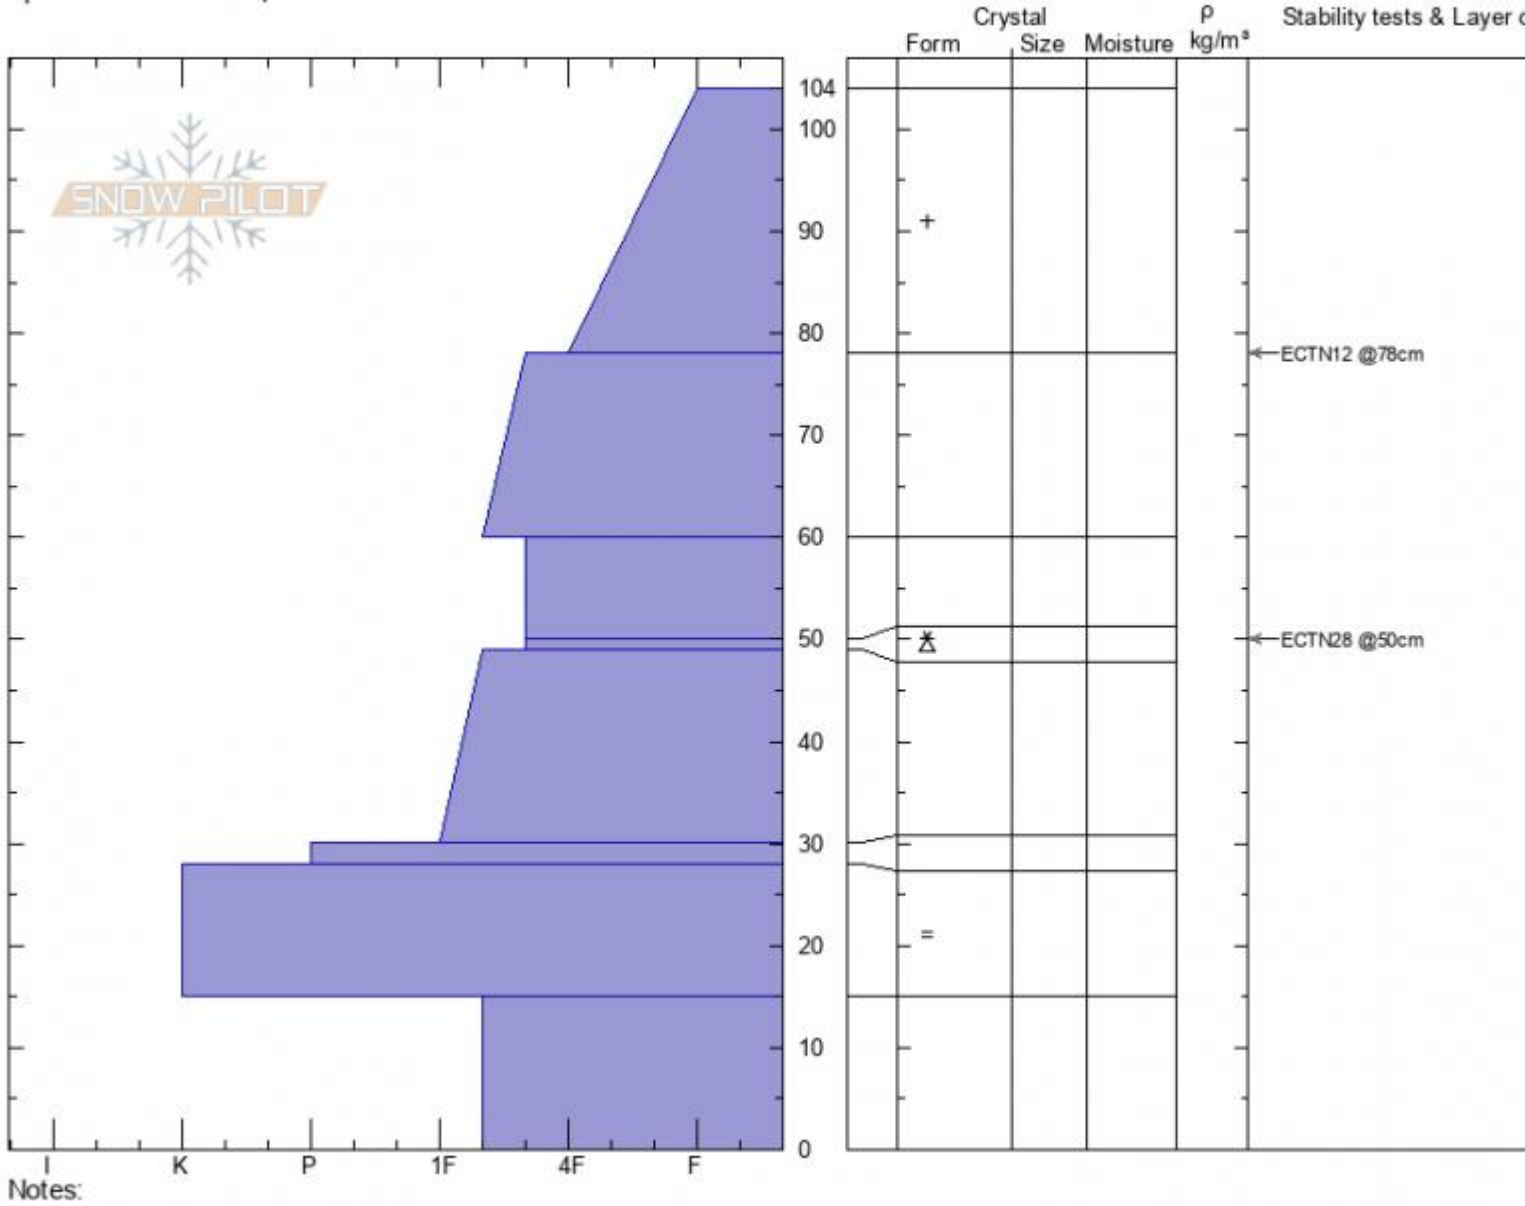 Crystal ρ Stability tests & Layer c
Form Size Moisture kg/m³
104
100
SNOW PILOT
+
90
80
ECTN12 @78cm
70
60
50
ECTN28 @50cm
40
30
=
20
10
0
I K P 1F 4F F
Notes: